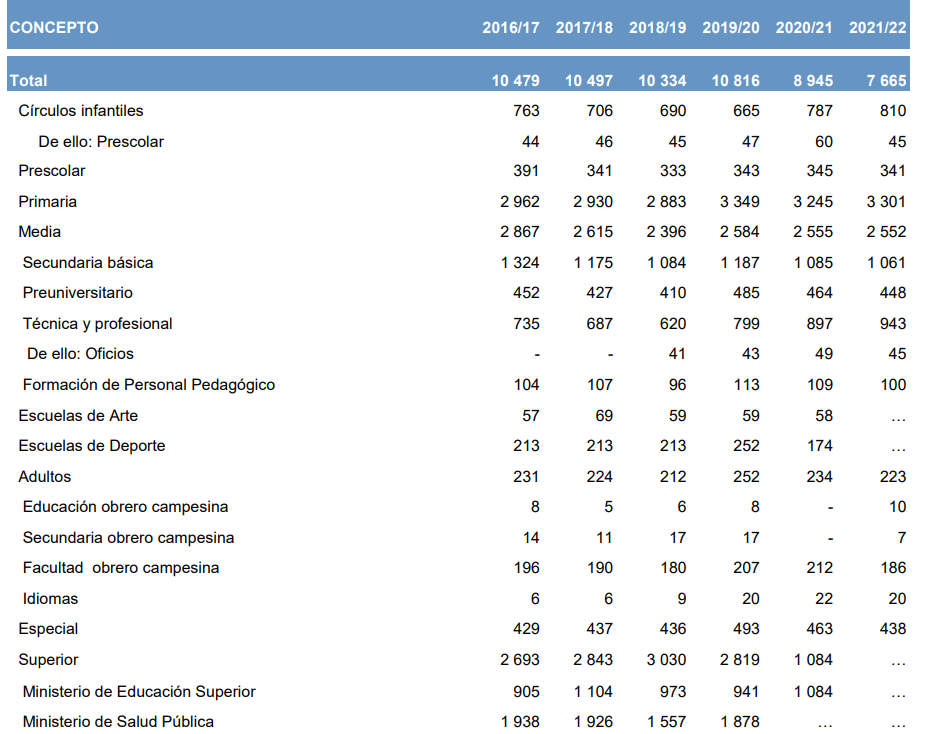 CONCEPTO 2016/17 2017/18 2018/19 2019/20 2020/21 2021/22
Total 10 479 10 497 10 334 10 816 8 945 7 665
Círculos infantiles 763 706 690 665 787 810
De ello: Prescolar 44 46 45 47 60 45
Prescolar 391 341 333 343 345 341
Primaria 2 962 2 930 2 883 3 349 3 245 3 301
Media 2 867 2 615 2 396 2 584 2 555 2 552
Secundaria básica 1 324 1 175 1 084 1 187 1 085 1 061
Preuniversitario 452 427 410 485 464 448
Técnica y profesional 735 687 620 799 897 943
De ello: Oficios - - 41 43 49 45
Formación de Personal Pedagógico 104 107 96 113 109 100
Escuelas de Arte 57 69 59 59 58 …
Escuelas de Deporte 213 213 213 252 174 …
Adultos 231 224 212 252 234 223
Educación obrero campesina 8 5 6 8 - 10
Secundaria obrero campesina 14 11 17 17 - 7
Facultad obrero campesina 196 190 180 207 212 186
Idiomas 6 6 9 20 22 20
Especial 429 437 436 493 463 438
Superior 2 693 2 843 3 030 2 819 1 084 …
Ministerio de Educación Superior 905 1 104 973 941 1 084 …
Ministerio de Salud Pública 1 938 1 926 1 557 1 878 … …